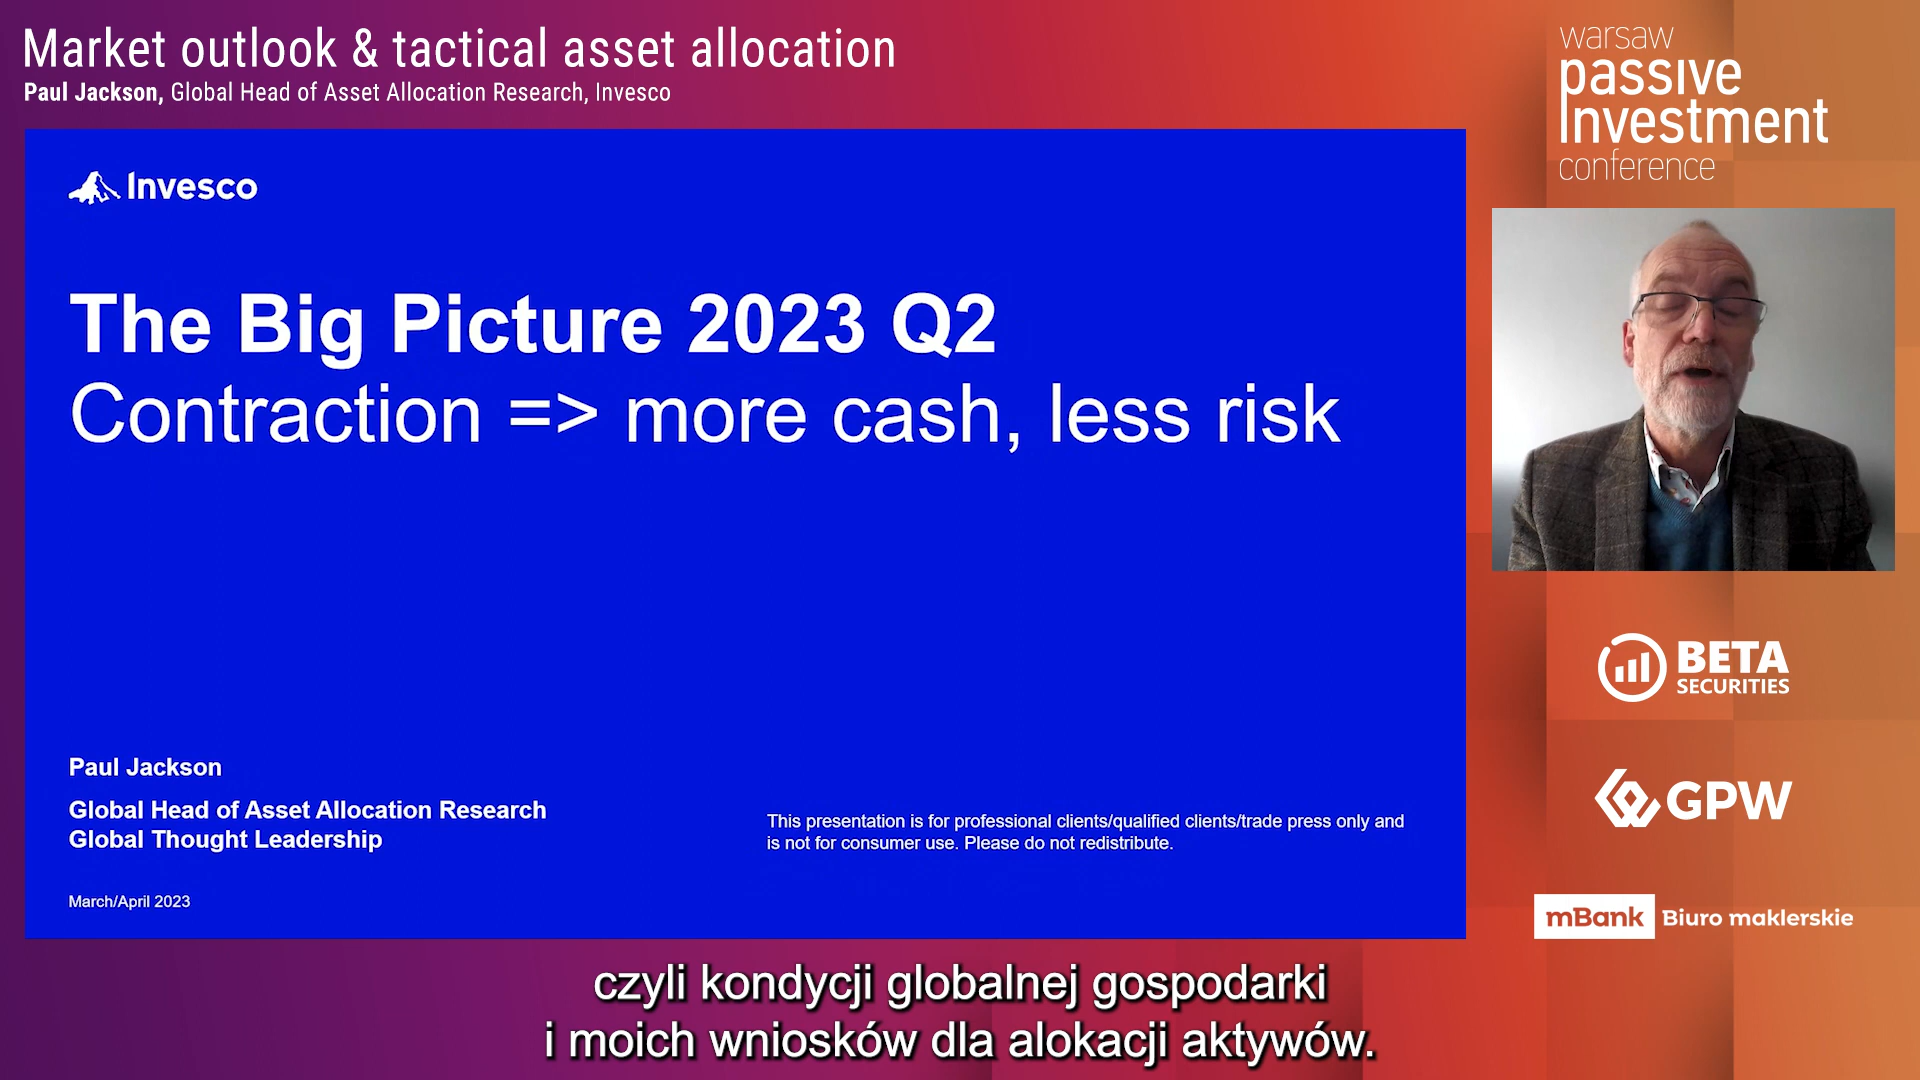 Market outlook & tactical asset allocation
Paul Jackson, Global Head of Asset Allocation Research, Invesco
warsaw
passive
Investment
conference
Invesco
The Big Picture 2023 Q2
Contraction => more cash, less risk
Paul Jackson
Global Head of Asset Allocation Research
Global Thought Leadership
This presentation is for professional clients/qualified clients/trade press only and
is not for consumer use. Please do not redistribute.
March/April 2023
BETA
SECURITIES
GPW
mBank Biuro maklerskie
czyli kondycji globalnej gospodarki
i moich wniosków dla alokacji aktywów.